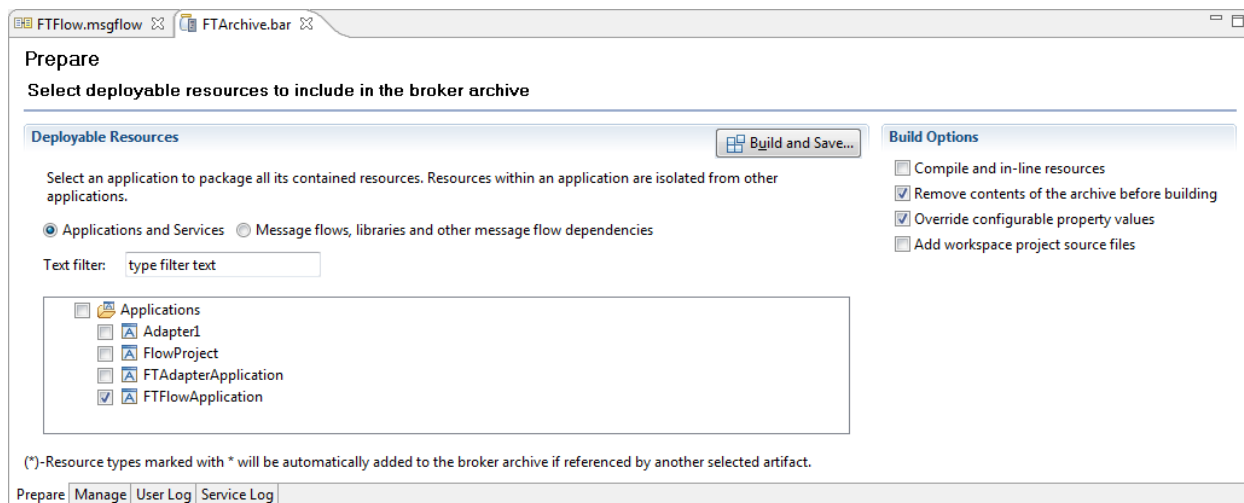 FTFlow.msgflow FTArchive.bar
Prepare
Select deployable resources to include in the broker archive
Deployable Resources
Build and Save...
Select an application to package all its contained resources. Resources within an application are isolated from other
applications.
Applications and Services Message flows, libraries and other message flow dependencies
Text filter: type filter text
Applications
Adapter1
FlowProject
FTAdapterApplication
FTFlowApplication
Build Options
Compile and in-line resources
Remove contents of the archive before building
Override configurable property values
Add workspace project source files
(*)-Resource types marked with * will be automatically added to the broker archive if referenced by another selected artifact.
Prepare Manage User Log Service Log